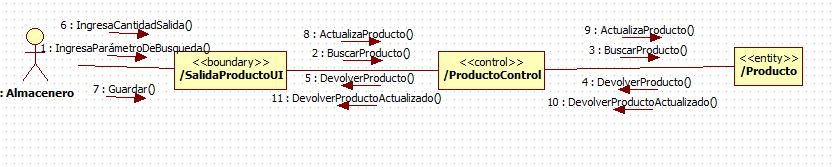 6 : IngresaCantidadSalida()
1 : IngresaParámetroDeBusqueda()
7 : Guardar()
: Almacenero
<<boundary>>
/SalidaProductoUI
8 : ActualizaProducto()
2 : BuscarProducto()
5 : DevolverProducto()
11 : DevolverProductoActualizado()
<<control>>
/ProductoControl
9 : ActualizaProducto()
3 : BuscarProducto()
4 : DevolverProducto()
10 : DevolverProductoActualizado()
<<entity>>
/Producto